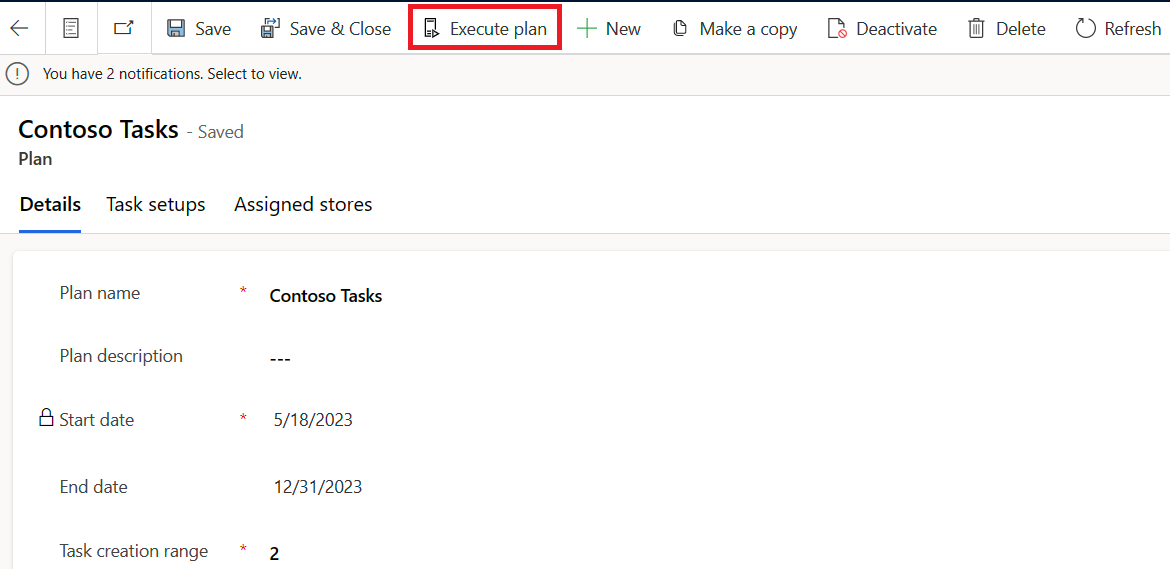 Save Save & Close Execute plan New Make a copy Deactivate Delete Refresh
You have 2 notifications. Select to view.
Contoso Tasks - Saved
Plan
Details Task setups Assigned stores
Plan name * Contoso Tasks
Plan description ---
Start date * 5/18/2023
End date 12/31/2023
Task creation range * 2